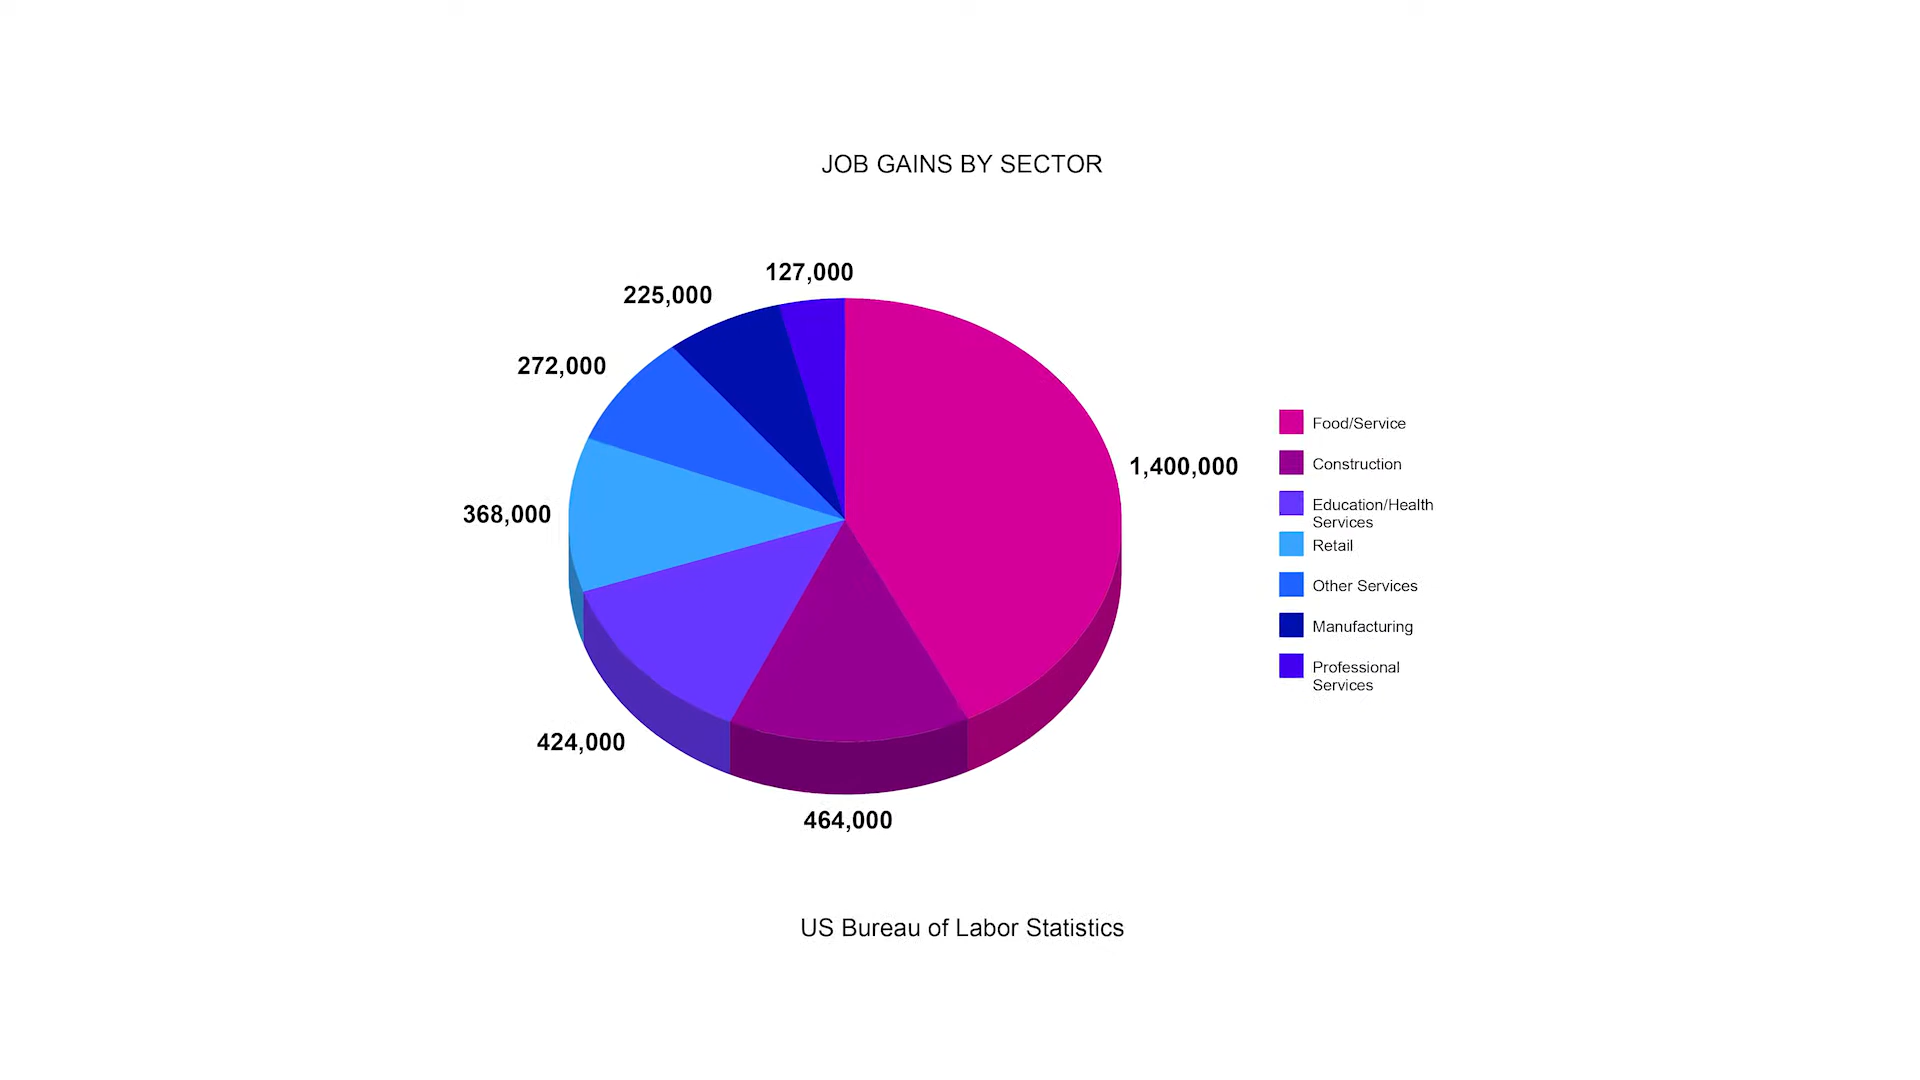 JOB GAINS BY SECTOR
127,000
225,000
272,000
1,400,000
368,000
424,000
464,000
Food/Service
Construction
Education/Health
Services
Retail
Other Services
Manufacturing
Professional
Services
US Bureau of Labor Statistics